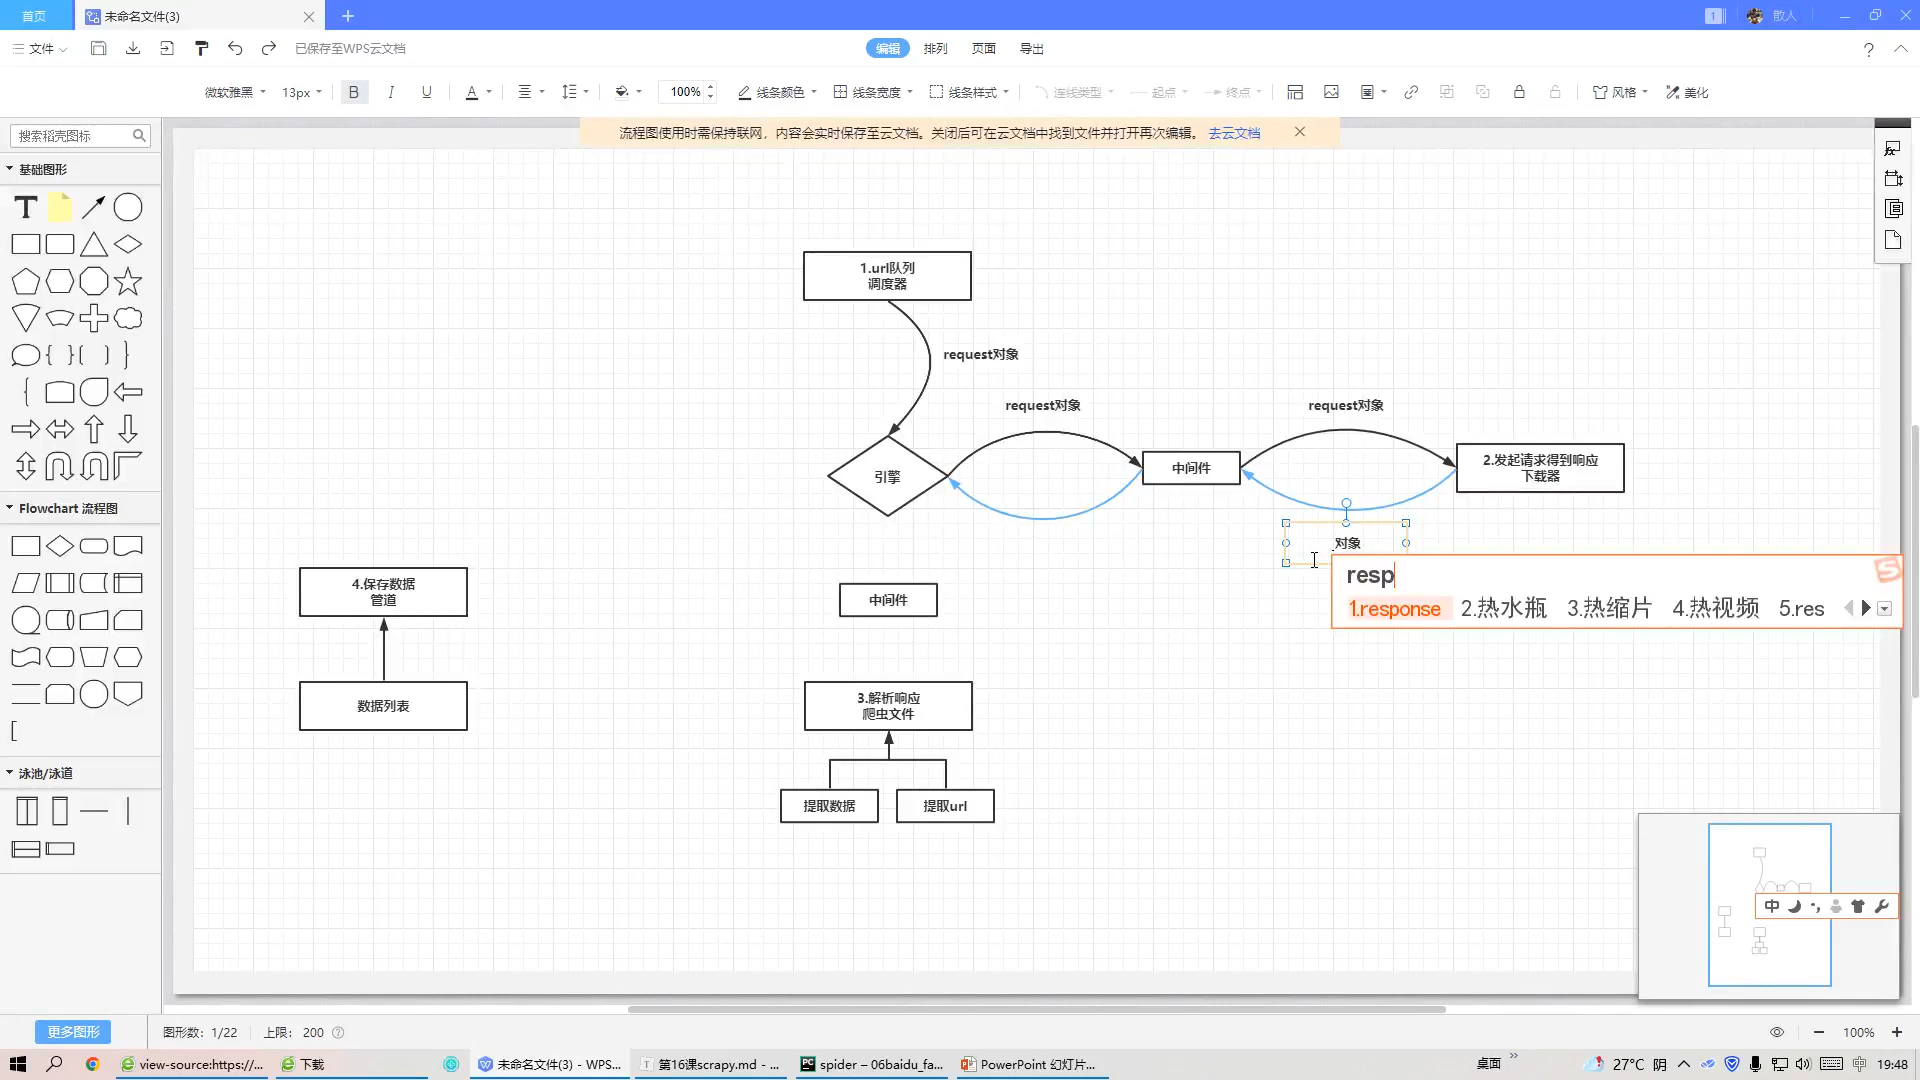 首页
未命名文件(3)
1
散人
文件
已保存至WPS云文档
编辑
排列
页面
导出
微软雅黑
13px
B
I
U
A
100%
线条颜色
线条宽度
线条样式
连线类型
起点
终点
风格
美化
搜索稻壳图标
流程图使用时需保持联网，内容会实时保存至云文档。关闭后可在云文档中找到文件并打开再次编辑。 去云文档
基础图形
Flowchart 流程图
泳池/泳道
更多图形
1.url队列
调度器
request对象
request对象
request对象
引擎
中间件
2.发起请求得到响应
下载器
对象
resp
1.response 2.热水瓶 3.热缩片 4.热视频 5.res
4.保存数据
管道
中间件
数据列表
3.解析响应
爬虫文件
提取数据
提取url
中
图形数：1/22
上限：200
100%
view-source:https://...
下载
未命名文件(3) - WPS...
第16课scrapy.md - ...
spider – 06baidu_fa...
PowerPoint 幻灯片...
桌面
27°C 阴
中
19:48